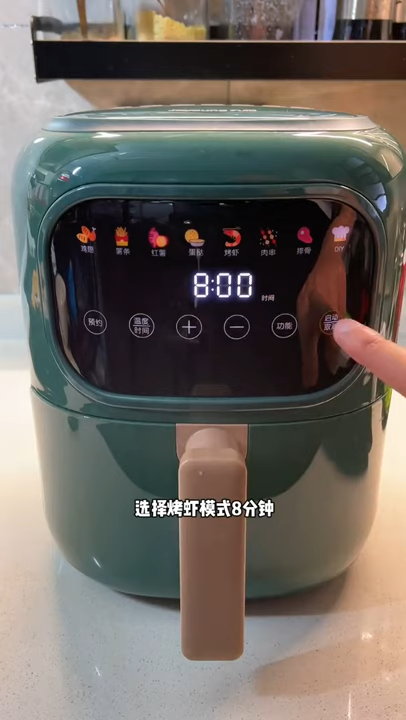 鸡翅 薯条 红薯 蛋挞 烤虾 肉串 排骨 DIY
8:00 时间
预约 温度 时间 + - 功能 启动
选择烤虾模式8分钟